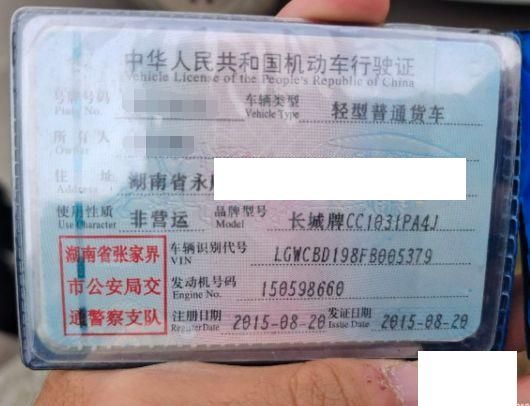 中华人民共和国机动车行驶证
Vehicle License of the People's Republic of China
号牌号码 车辆类型 轻型普通货车
Plate No. Vehicle Type
所有人
Owner
住 址 湖南省永
Address
使用性质 非营运 品牌型号 长城牌CC1031PA4J
Use Character Model
湖南省张家界
市公安局交
通警察支队
车辆识别代号 LGWCBD198FB005379
VIN
发动机号码 150598660
Engine No.
注册日期 2015-08-20 发证日期 2015-08-20
Register Date Issue Date